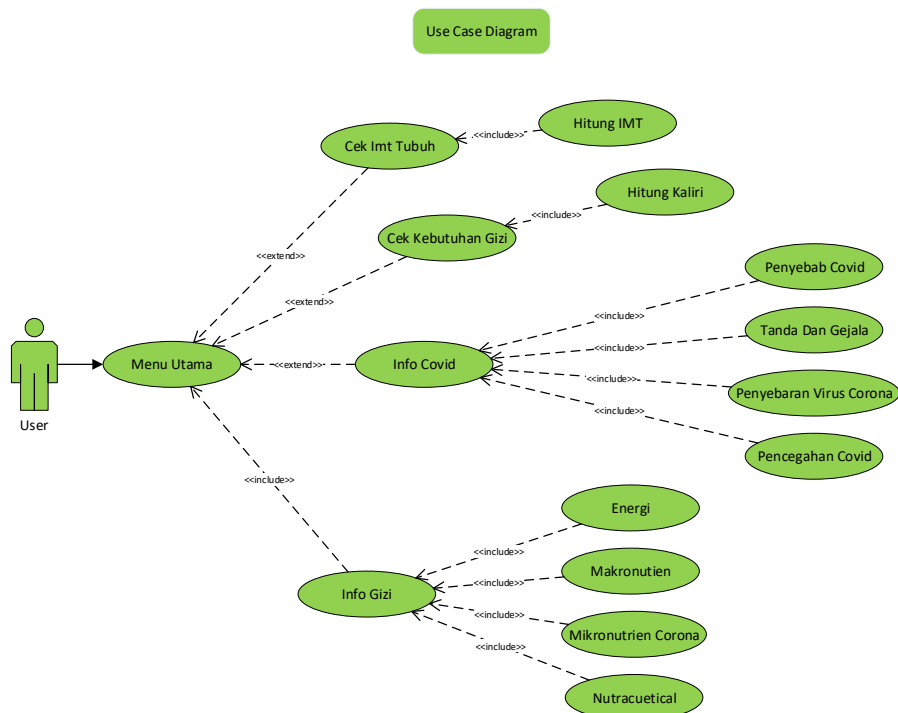 Use Case Diagram
Hitung IMT
<<include>>
Cek Imt Tubuh
Hitung Kaliri
<<include>>
Cek Kebutuhan Gizi
<<extend>>
Penyebab Covid
<<extend>>
<<include>>
Tanda Dan Gejala
<<include>>
Menu Utama
<<extend>>
Info Covid
<<include>>
Penyebaran Virus Corona
<<include>>
User
Pencegahan Covid
<<include>>
Energi
<<include>>
Makronutien
<<include>>
Info Gizi
<<include>>
Mikronutrien Corona
<<include>>
Nutracuetical